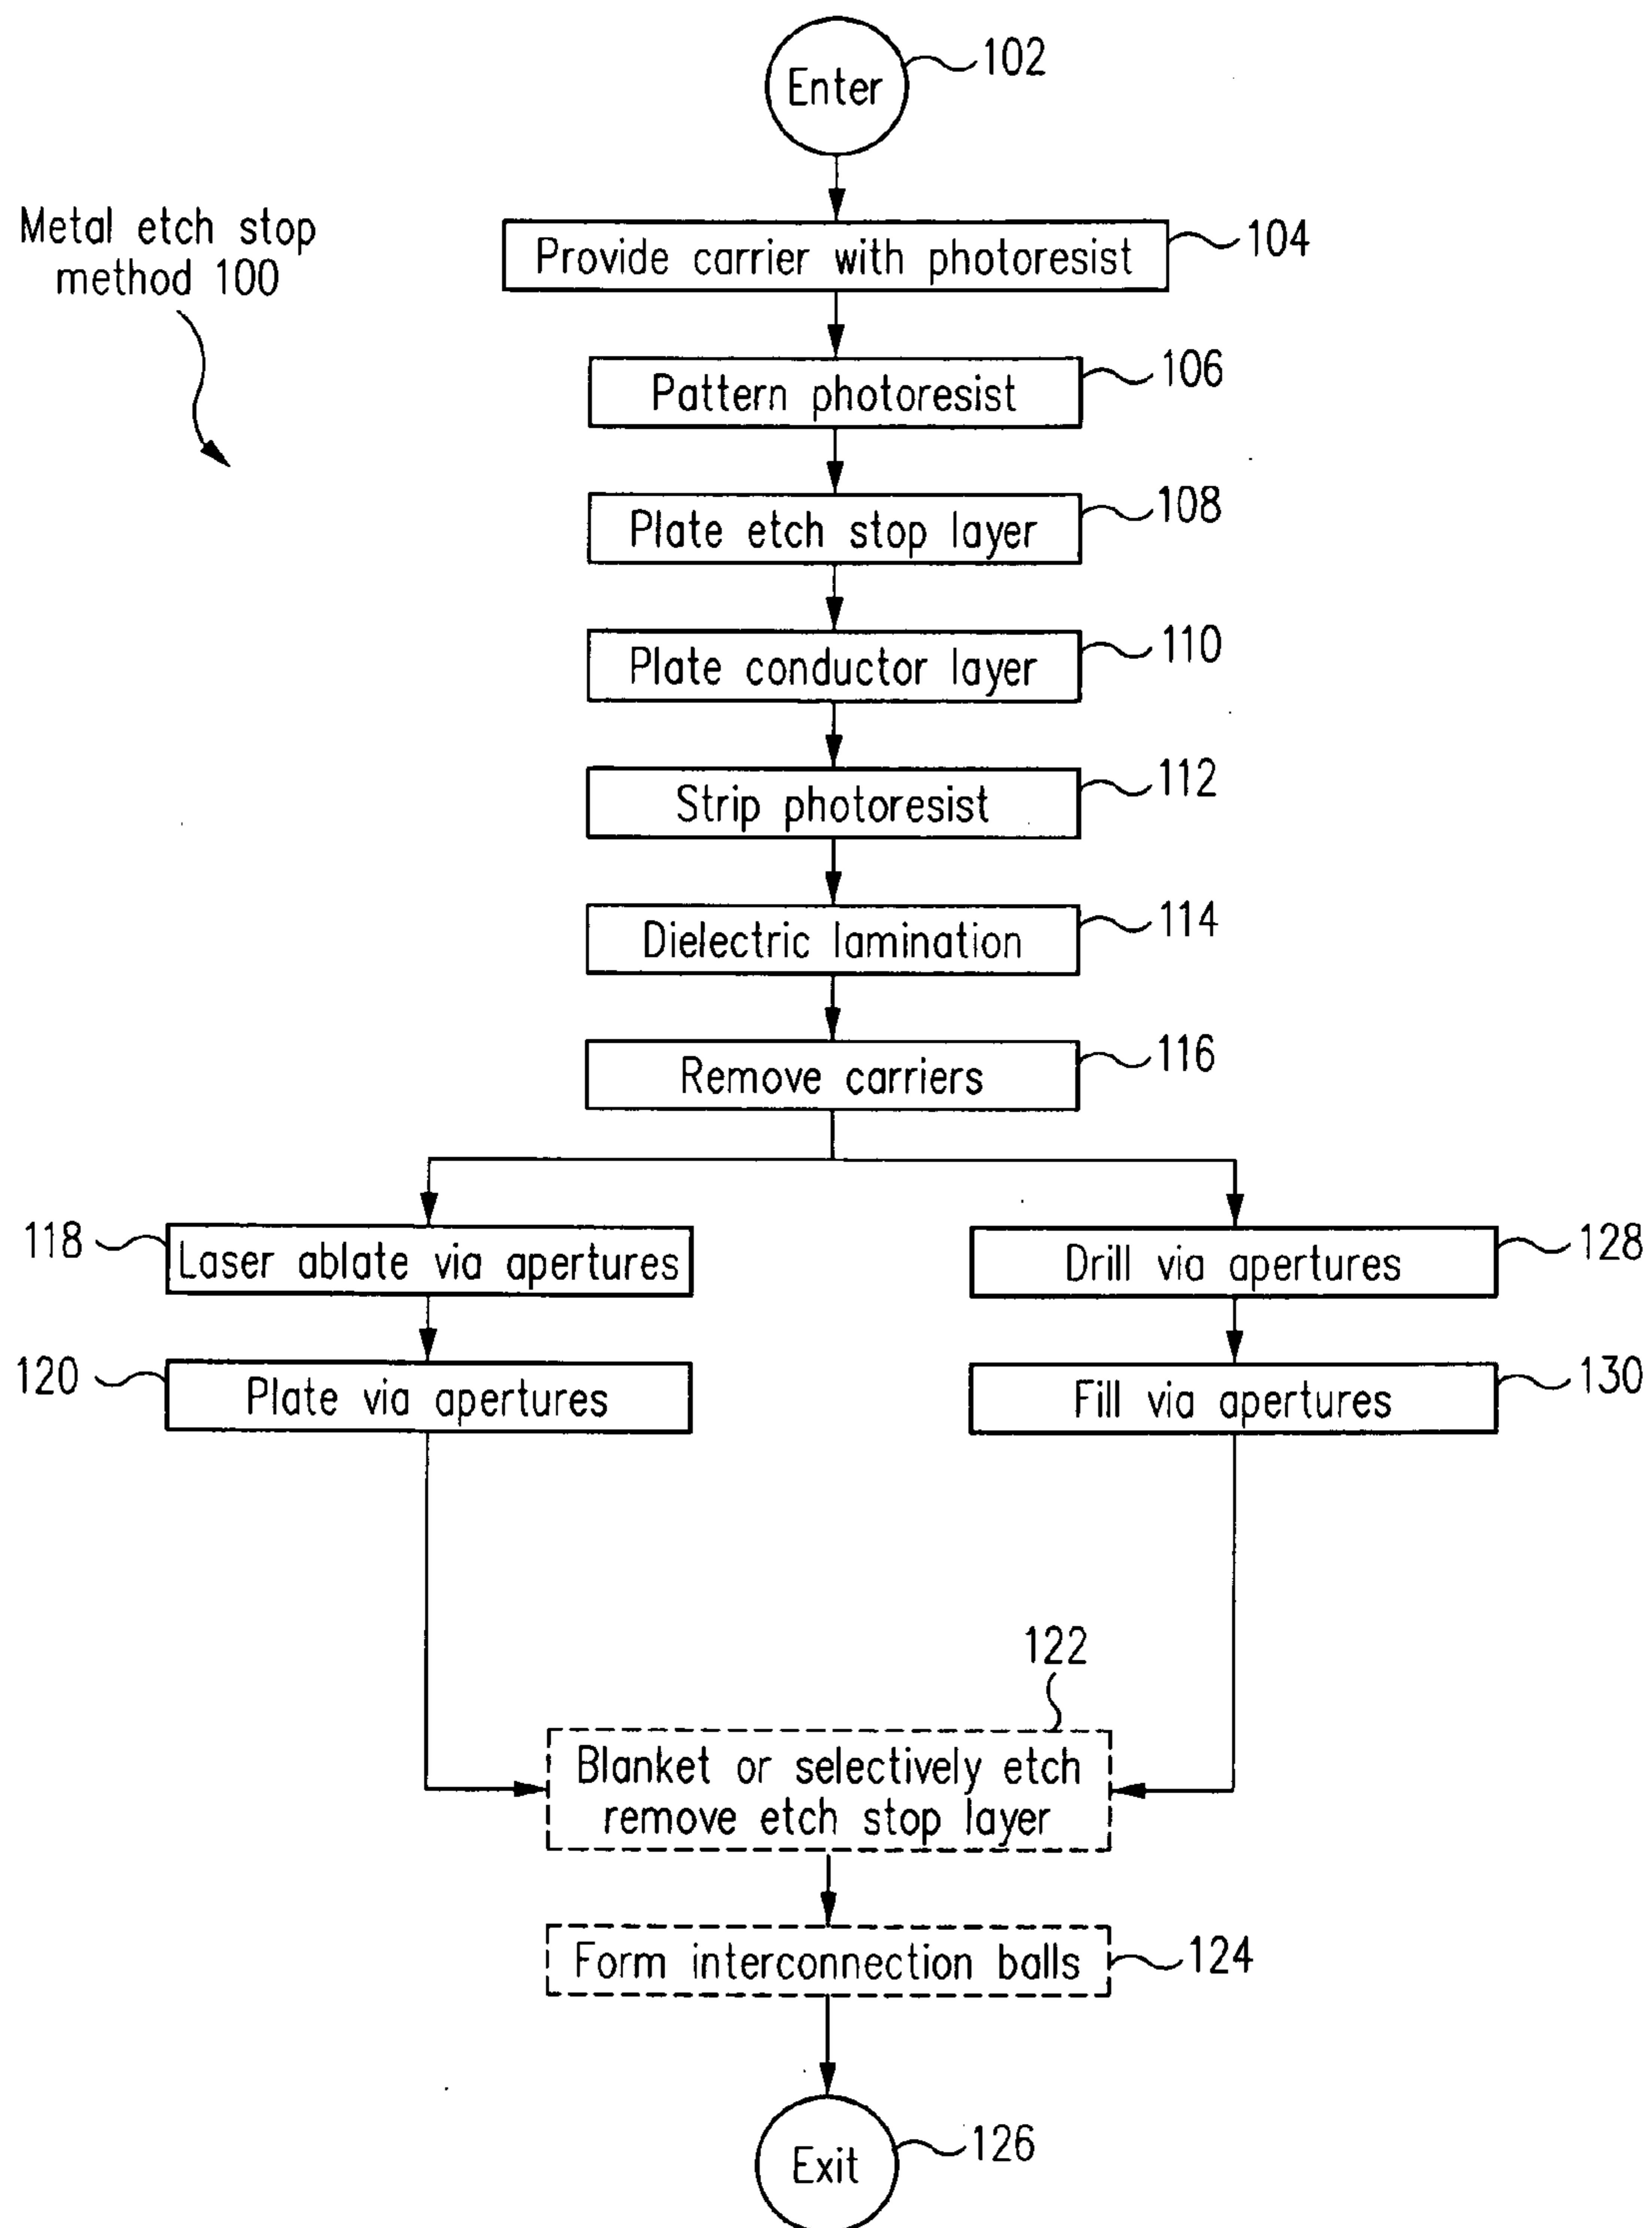 Enter
102
Metal etch stop
method 100
Provide carrier with photoresist
104
Pattern photoresist
106
Plate etch stop layer
108
Plate conductor layer
110
Strip photoresist
112
Dielectric lamination
114
Remove carriers
116
118
Laser ablate via apertures
Drill via apertures
128
120
Plate via apertures
Fill via apertures
130
122
Blanket or selectively etch
remove etch stop layer
Form interconnection balls
124
Exit
126